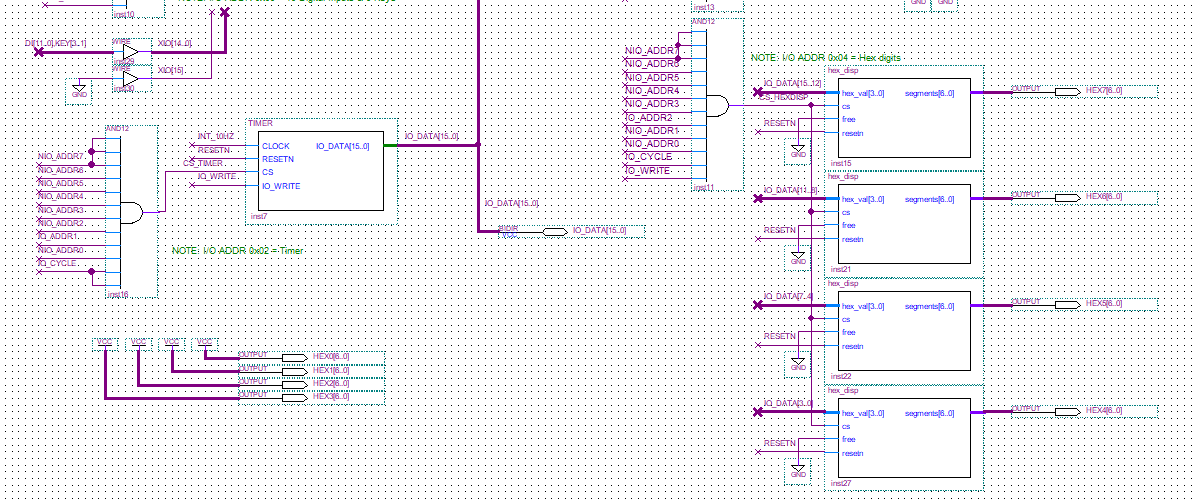 inst10
inst13
DI[11..0],KEY[3..1]
WIRE
XIO[14..0]
WIRE
XIO[15]
GND
AND12
NIO_ADDR7
NIO_ADDR6
NIO_ADDR5
NIO_ADDR4
NIO_ADDR3
NIO_ADDR2
IO_ADDR1
NIO_ADDR0
IO_CYCLE
inst16
TIMER
INT_10HZ
RESETN
CS_TIMER
IO_WRITE
CLOCK
RESETN
CS
IO_WRITE
IO_DATA[15..0]
inst7
IO_DATA[15..0]
IO_DATA[15..0]
BIDIR
VCC
IO_DATA[15..0]
NOTE: I/O ADDR 0x02 = Timer
VCC
VCC
VCC
VCC
OUTPUT
HEX0[6..0]
OUTPUT
HEX1[6..0]
OUTPUT
HEX2[6..0]
OUTPUT
HEX3[6..0]
AND12
NIO_ADDR7
NIO_ADDR6
NIO_ADDR5
NIO_ADDR4
NIO_ADDR3
IO_ADDR2
NIO_ADDR1
NIO_ADDR0
IO_CYCLE
IO_WRITE
inst11
NOTE: I/O ADDR 0x04 = Hex digits
hex_disp
IO_DATA[15..12]
CS_HEXDISP
RESETN
GND
hex_val[3..0]
segments[6..0]
cs
free
resetn
inst15
OUTPUT
HEX7[6..0]
hex_disp
IO_DATA[11..8]
RESETN
GND
hex_val[3..0]
segments[6..0]
cs
free
resetn
inst21
OUTPUT
HEX6[6..0]
hex_disp
IO_DATA[7..4]
RESETN
GND
hex_val[3..0]
segments[6..0]
cs
free
resetn
inst22
OUTPUT
HEX5[6..0]
hex_disp
IO_DATA[3..0]
RESETN
GND
hex_val[3..0]
segments[6..0]
cs
free
resetn
inst27
OUTPUT
HEX4[6..0]